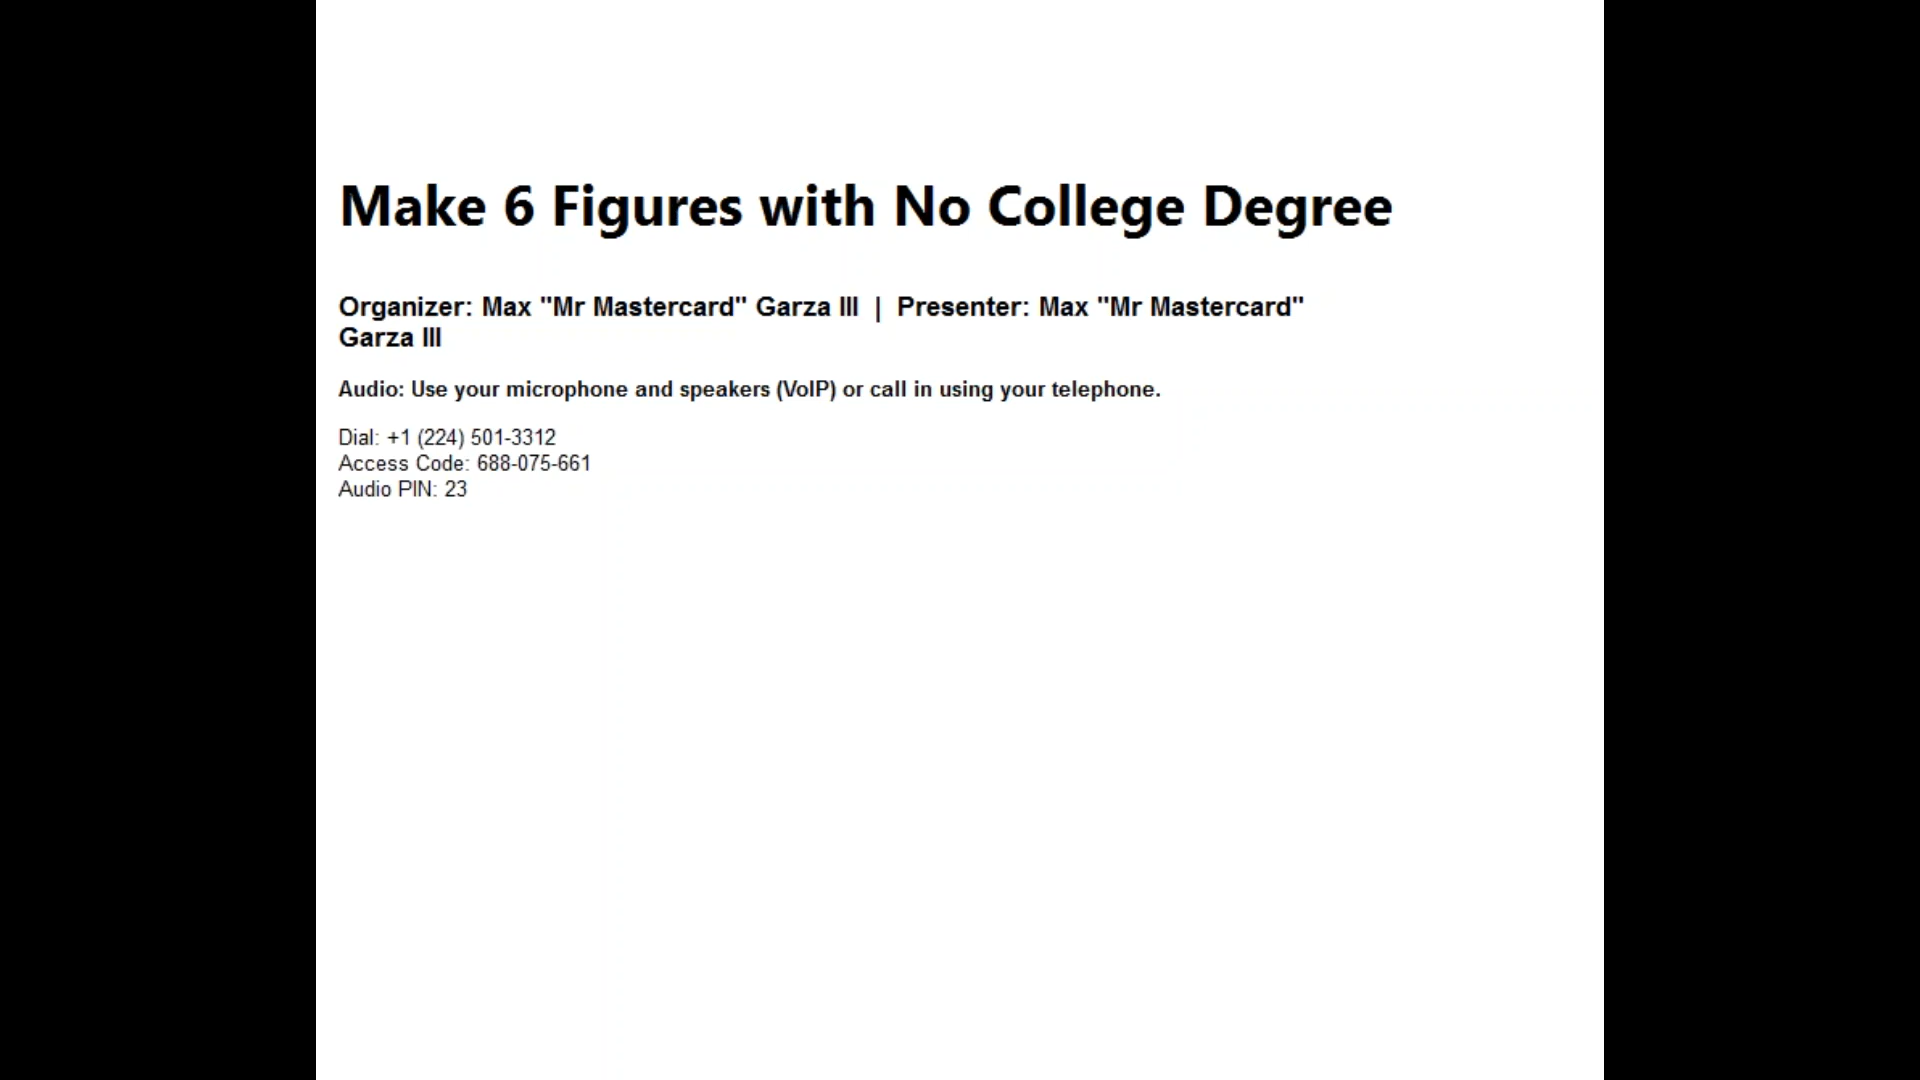 Make 6 Figures with No College Degree
Organizer: Max "Mr Mastercard" Garza III | Presenter: Max "Mr Mastercard"
Garza III
Audio: Use your microphone and speakers (VoIP) or call in using your telephone.
Dial: +1 (224) 501-3312
Access Code: 688-075-661
Audio PIN: 23